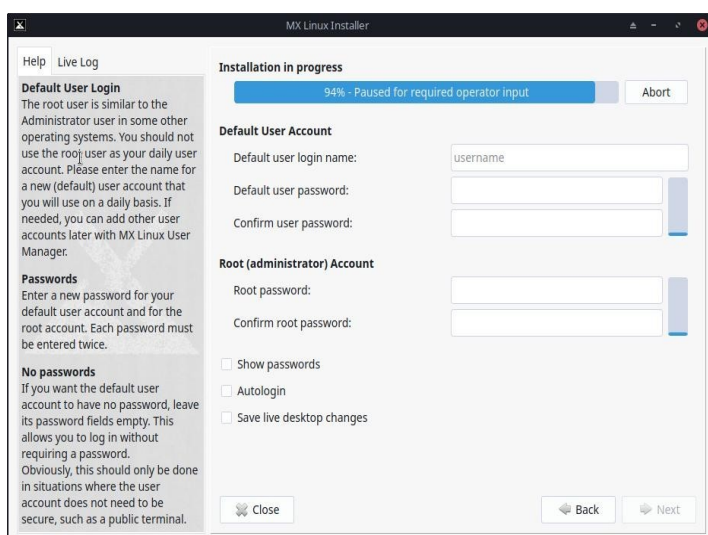 MX Linux Installer
Help
Live Log
Default User Login
The root user is similar to the
Administrator user in some other
operating systems. You should not
use the root user as your daily user
account. Please enter the name for
a new (default) user account that
you will use on a daily basis. If
needed, you can add other user
accounts later with MX Linux User
Manager.
Passwords
Enter a new password for your
default user account and for the
root account. Each password must
be entered twice.
No passwords
If you want the default user
account to have no password, leave
its password fields empty. This
allows you to log in without
requiring a password.
Obviously, this should only be done
in situations where the user
account does not need to be
secure, such as a public terminal.
Installation in progress
94% - Paused for required operator input
Abort
Default User Account
Default user login name:
username
Default user password:
Confirm user password:
Root (administrator) Account
Root password:
Confirm root password:
Show passwords
Autologin
Save live desktop changes
Close
Back
Next